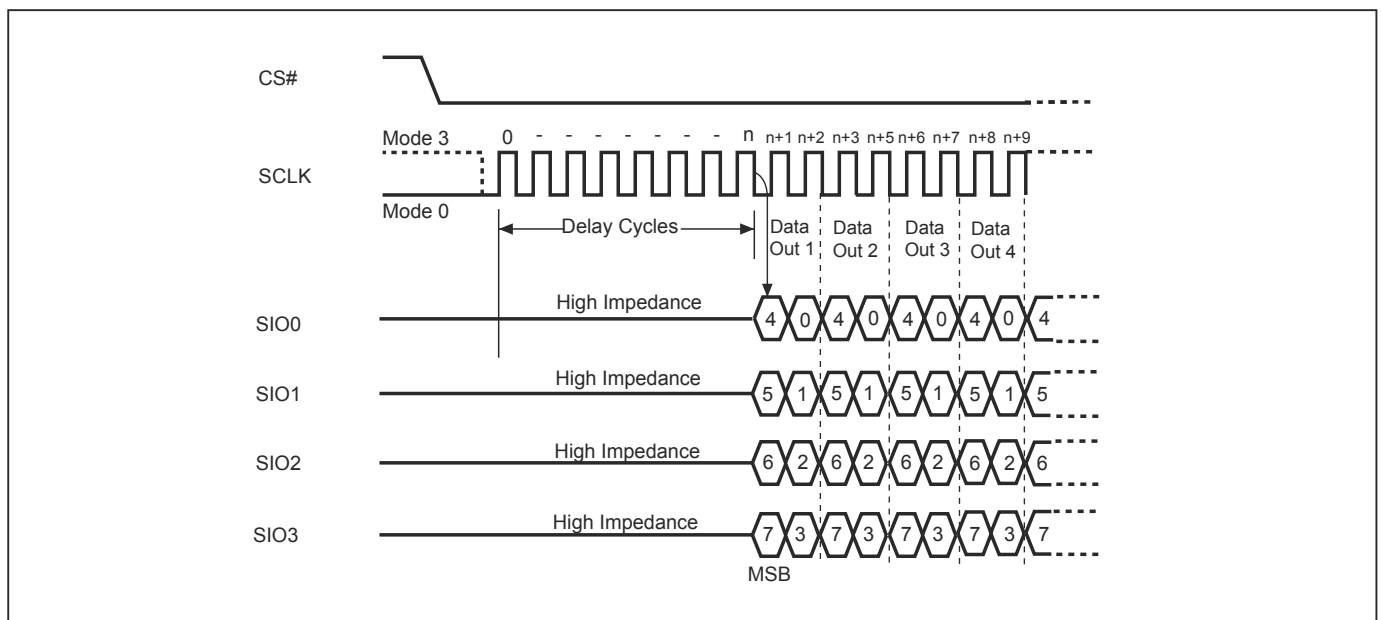 CS#
Mode 3
0 - - - - - - n n+1 n+2 n+3 n+5 n+6 n+7 n+8 n+9
SCLK
Mode 0
Delay Cycles
Data Out 1
Data Out 2
Data Out 3
Data Out 4
High Impedance
SIO0
4 0 4 0 4 0 4 0 4
High Impedance
SIO1
5 1 5 1 5 1 5 1 5
High Impedance
SIO2
6 2 6 2 6 2 6 2 6
High Impedance
SIO3
7 3 7 3 7 3 7 3 7
MSB